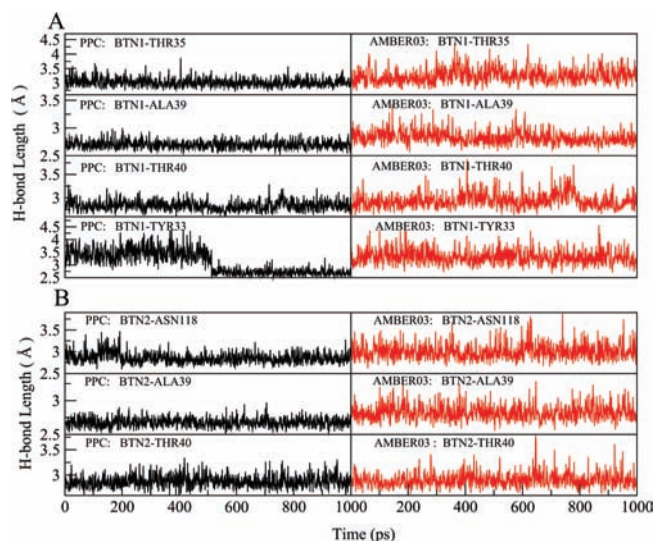 A
PPC: BTN1-THR35
AMBER03: BTN1-THR35
4.5
4
3.5
3
PPC: BTN1-ALA39
AMBER03: BTN1-ALA39
3.5
3
2.5
PPC: BTN1-THR40
AMBER03: BTN1-THR40
3.5
3
PPC: BTN1-TYR33
AMBER03: BTN1-TYR33
4.5
4
3.5
3
2.5
H-bond Length ( Å )
B
PPC: BTN2-ASN118
AMBER03: BTN2-ASN118
3.5
3
2.5
PPC: BTN2-ALA39
AMBER03: BTN2-ALA39
3
PPC: BTN2-THR40
AMBER03 : BTN2-THR40
3.5
3
H-bond Length ( Å )
0 200 400 600 800 1000 200 400 600 800 1000
Time (ps)